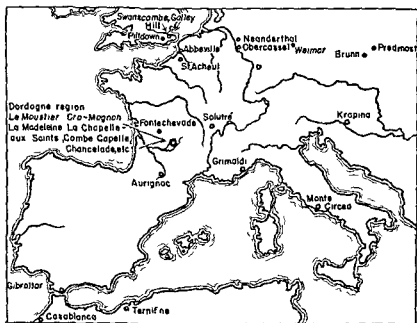 Swanscombe, Galley
Hill
Piltdown
Abbeville
St Acheul
Neanderthal
Obercassel
Weimar
Brunn
Predmost
Dordogne region
Le Moustier Cro-Magnon
La Madeleine La Chapelle
aux Saints, Combe Capelle,
Chancelade, etc
Fontechevade
Solutré
Krapina
Aurignac
Grimaldi
Monte
Circeo
Gibraltar
Casablanca
Ternifine